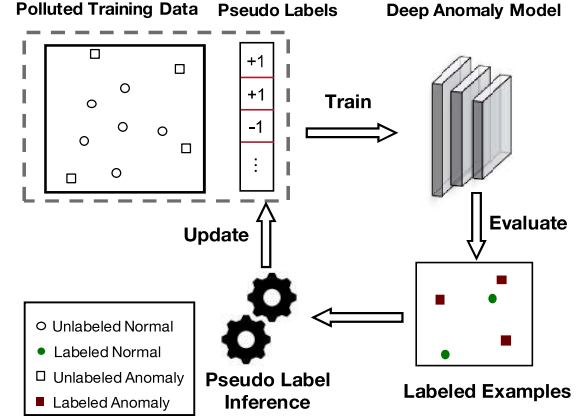 Polluted Training Data
Pseudo Labels
Deep Anomaly Model
+1
+1
-1
⋮
Train
Evaluate
Update
Pseudo Label
Inference
Labeled Examples
Unlabeled Normal
Labeled Normal
Unlabeled Anomaly
Labeled Anomaly